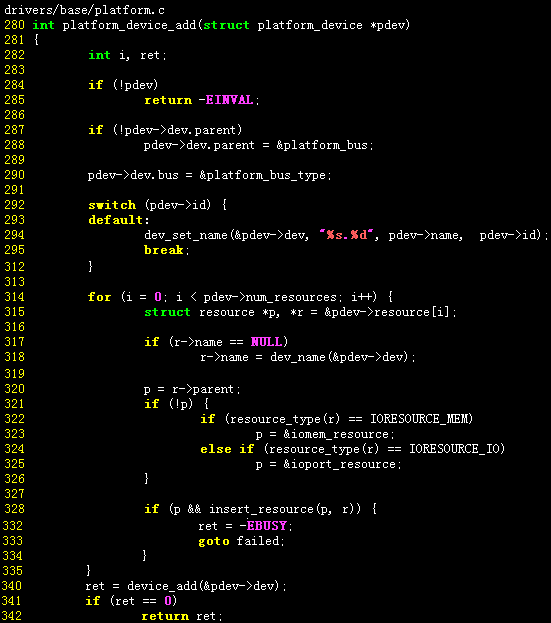 drivers/base/platform.c
280 int platform_device_add(struct platform_device *pdev)
281 {
282         int i, ret;
283
284         if (!pdev)
285                 return -EINVAL;
286
287         if (!pdev->dev.parent)
288                 pdev->dev.parent = &platform_bus;
289
290         pdev->dev.bus = &platform_bus_type;
291
292         switch (pdev->id) {
293         default:
294                 dev_set_name(&pdev->dev, "%s.%d", pdev->name,  pdev->id);
295                 break;
312         }
313
314         for (i = 0; i < pdev->num_resources; i++) {
315                 struct resource *p, *r = &pdev->resource[i];
316
317                 if (r->name == NULL)
318                         r->name = dev_name(&pdev->dev);
319
320                 p = r->parent;
321                 if (!p) {
322                         if (resource_type(r) == IORESOURCE_MEM)
323                                 p = &iomem_resource;
324                         else if (resource_type(r) == IORESOURCE_IO)
325                                 p = &ioport_resource;
326                 }
327
328                 if (p && insert_resource(p, r)) {
332                         ret = -EBUSY;
333                         goto failed;
334                 }
335         }
340         ret = device_add(&pdev->dev);
341         if (ret == 0)
342                 return ret;